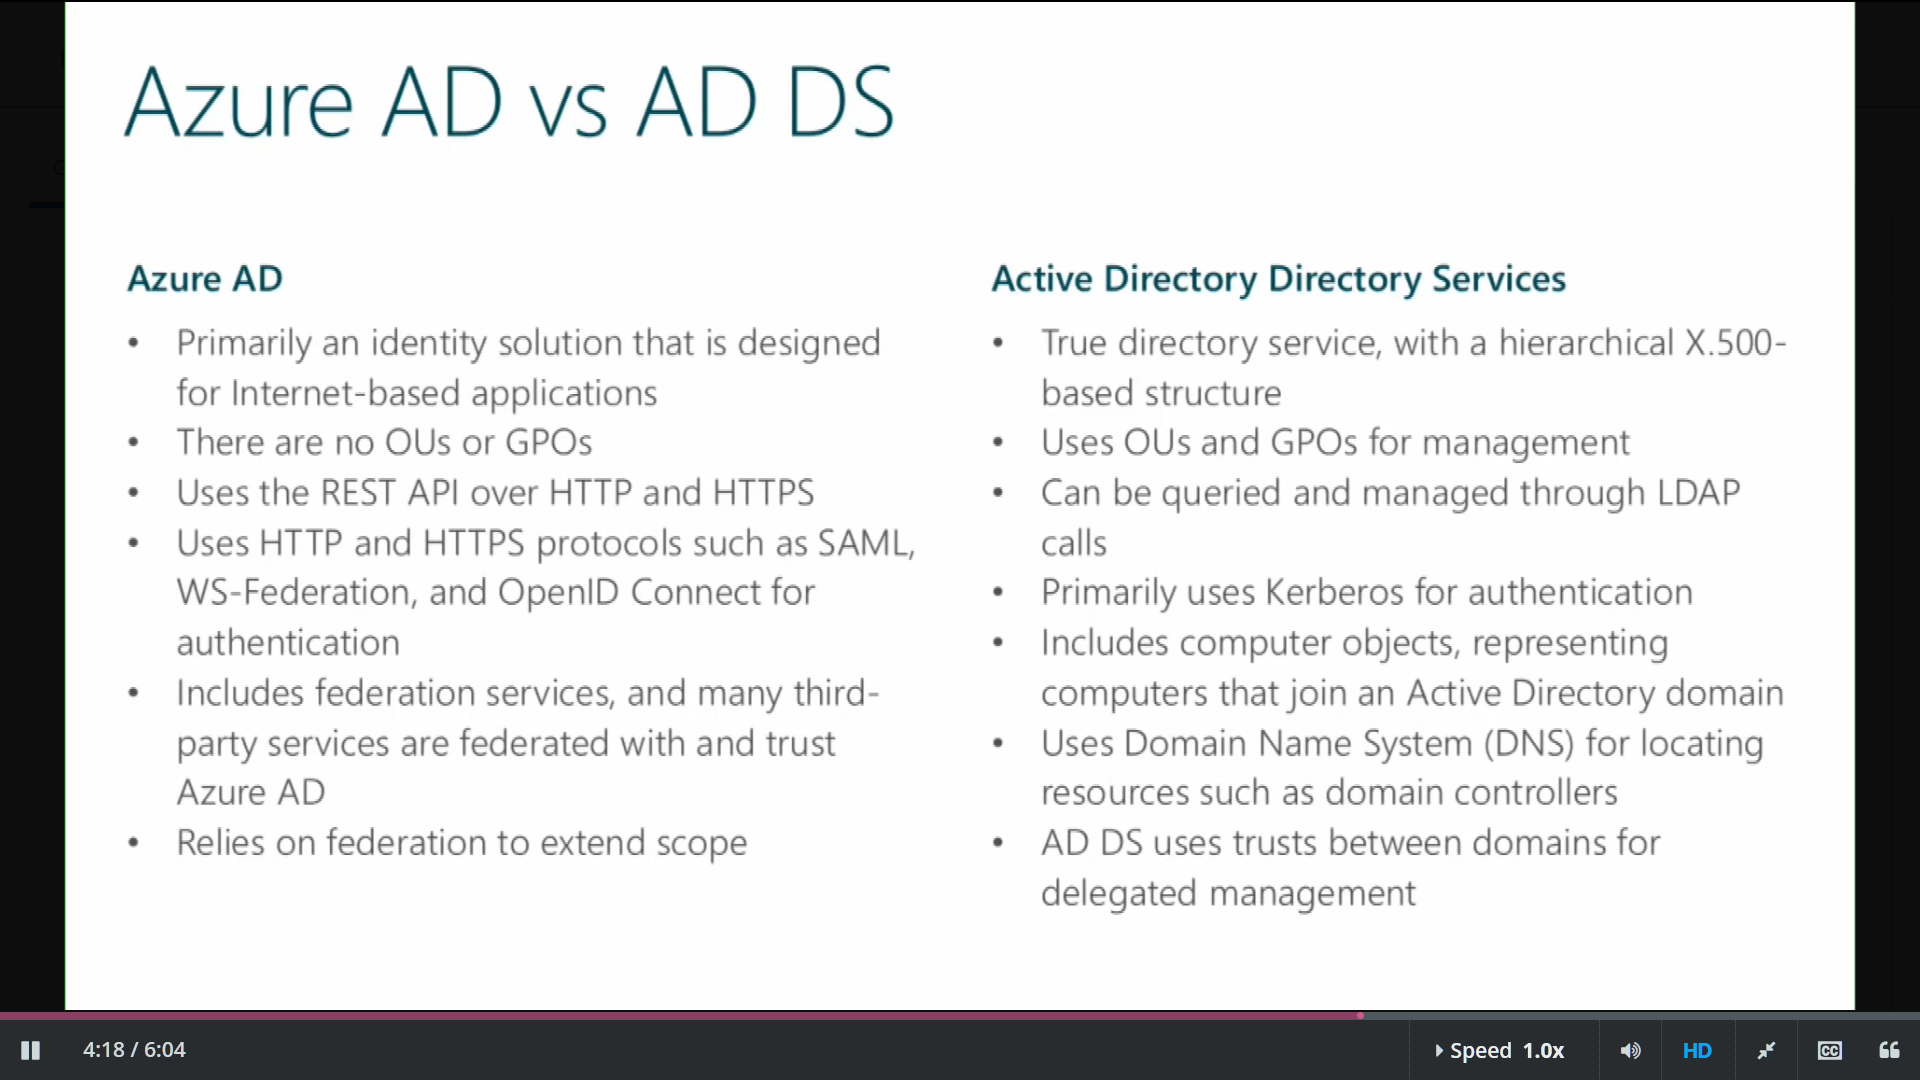 Azure AD vs AD DS
Azure AD
• Primarily an identity solution that is designed
for Internet-based applications
• There are no OUs or GPOs
• Uses the REST API over HTTP and HTTPS
• Uses HTTP and HTTPS protocols such as SAML,
WS-Federation, and OpenID Connect for
authentication
• Includes federation services, and many third-
party services are federated with and trust
Azure AD
• Relies on federation to extend scope
Active Directory Directory Services
• True directory service, with a hierarchical X.500-
based structure
• Uses OUs and GPOs for management
• Can be queried and managed through LDAP
calls
• Primarily uses Kerberos for authentication
• Includes computer objects, representing
computers that join an Active Directory domain
• Uses Domain Name System (DNS) for locating
resources such as domain controllers
• AD DS uses trusts between domains for
delegated management
4:18 / 6:04
Speed 1.0x
HD
CC